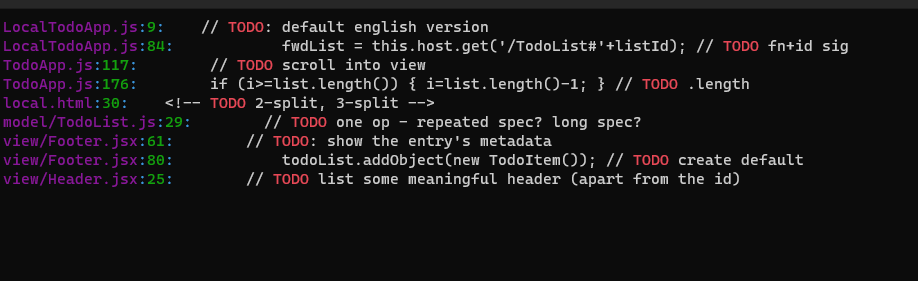 LocalTodoApp.js:9:    // TODO: default english version
LocalTodoApp.js:84:            fwdList = this.host.get('/TodoList#'+listId); // TODO fn+id sig
TodoApp.js:117:        // TODO scroll into view
TodoApp.js:176:        if (i>=list.length()) { i=list.length()-1; } // TODO .length
local.html:30:    <!-- TODO 2-split, 3-split -->
model/TodoList.js:29:        // TODO one op - repeated spec? long spec?
view/Footer.jsx:61:        // TODO: show the entry's metadata
view/Footer.jsx:80:            todoList.addObject(new TodoItem()); // TODO create default
view/Header.jsx:25:        // TODO list some meaningful header (apart from the id)